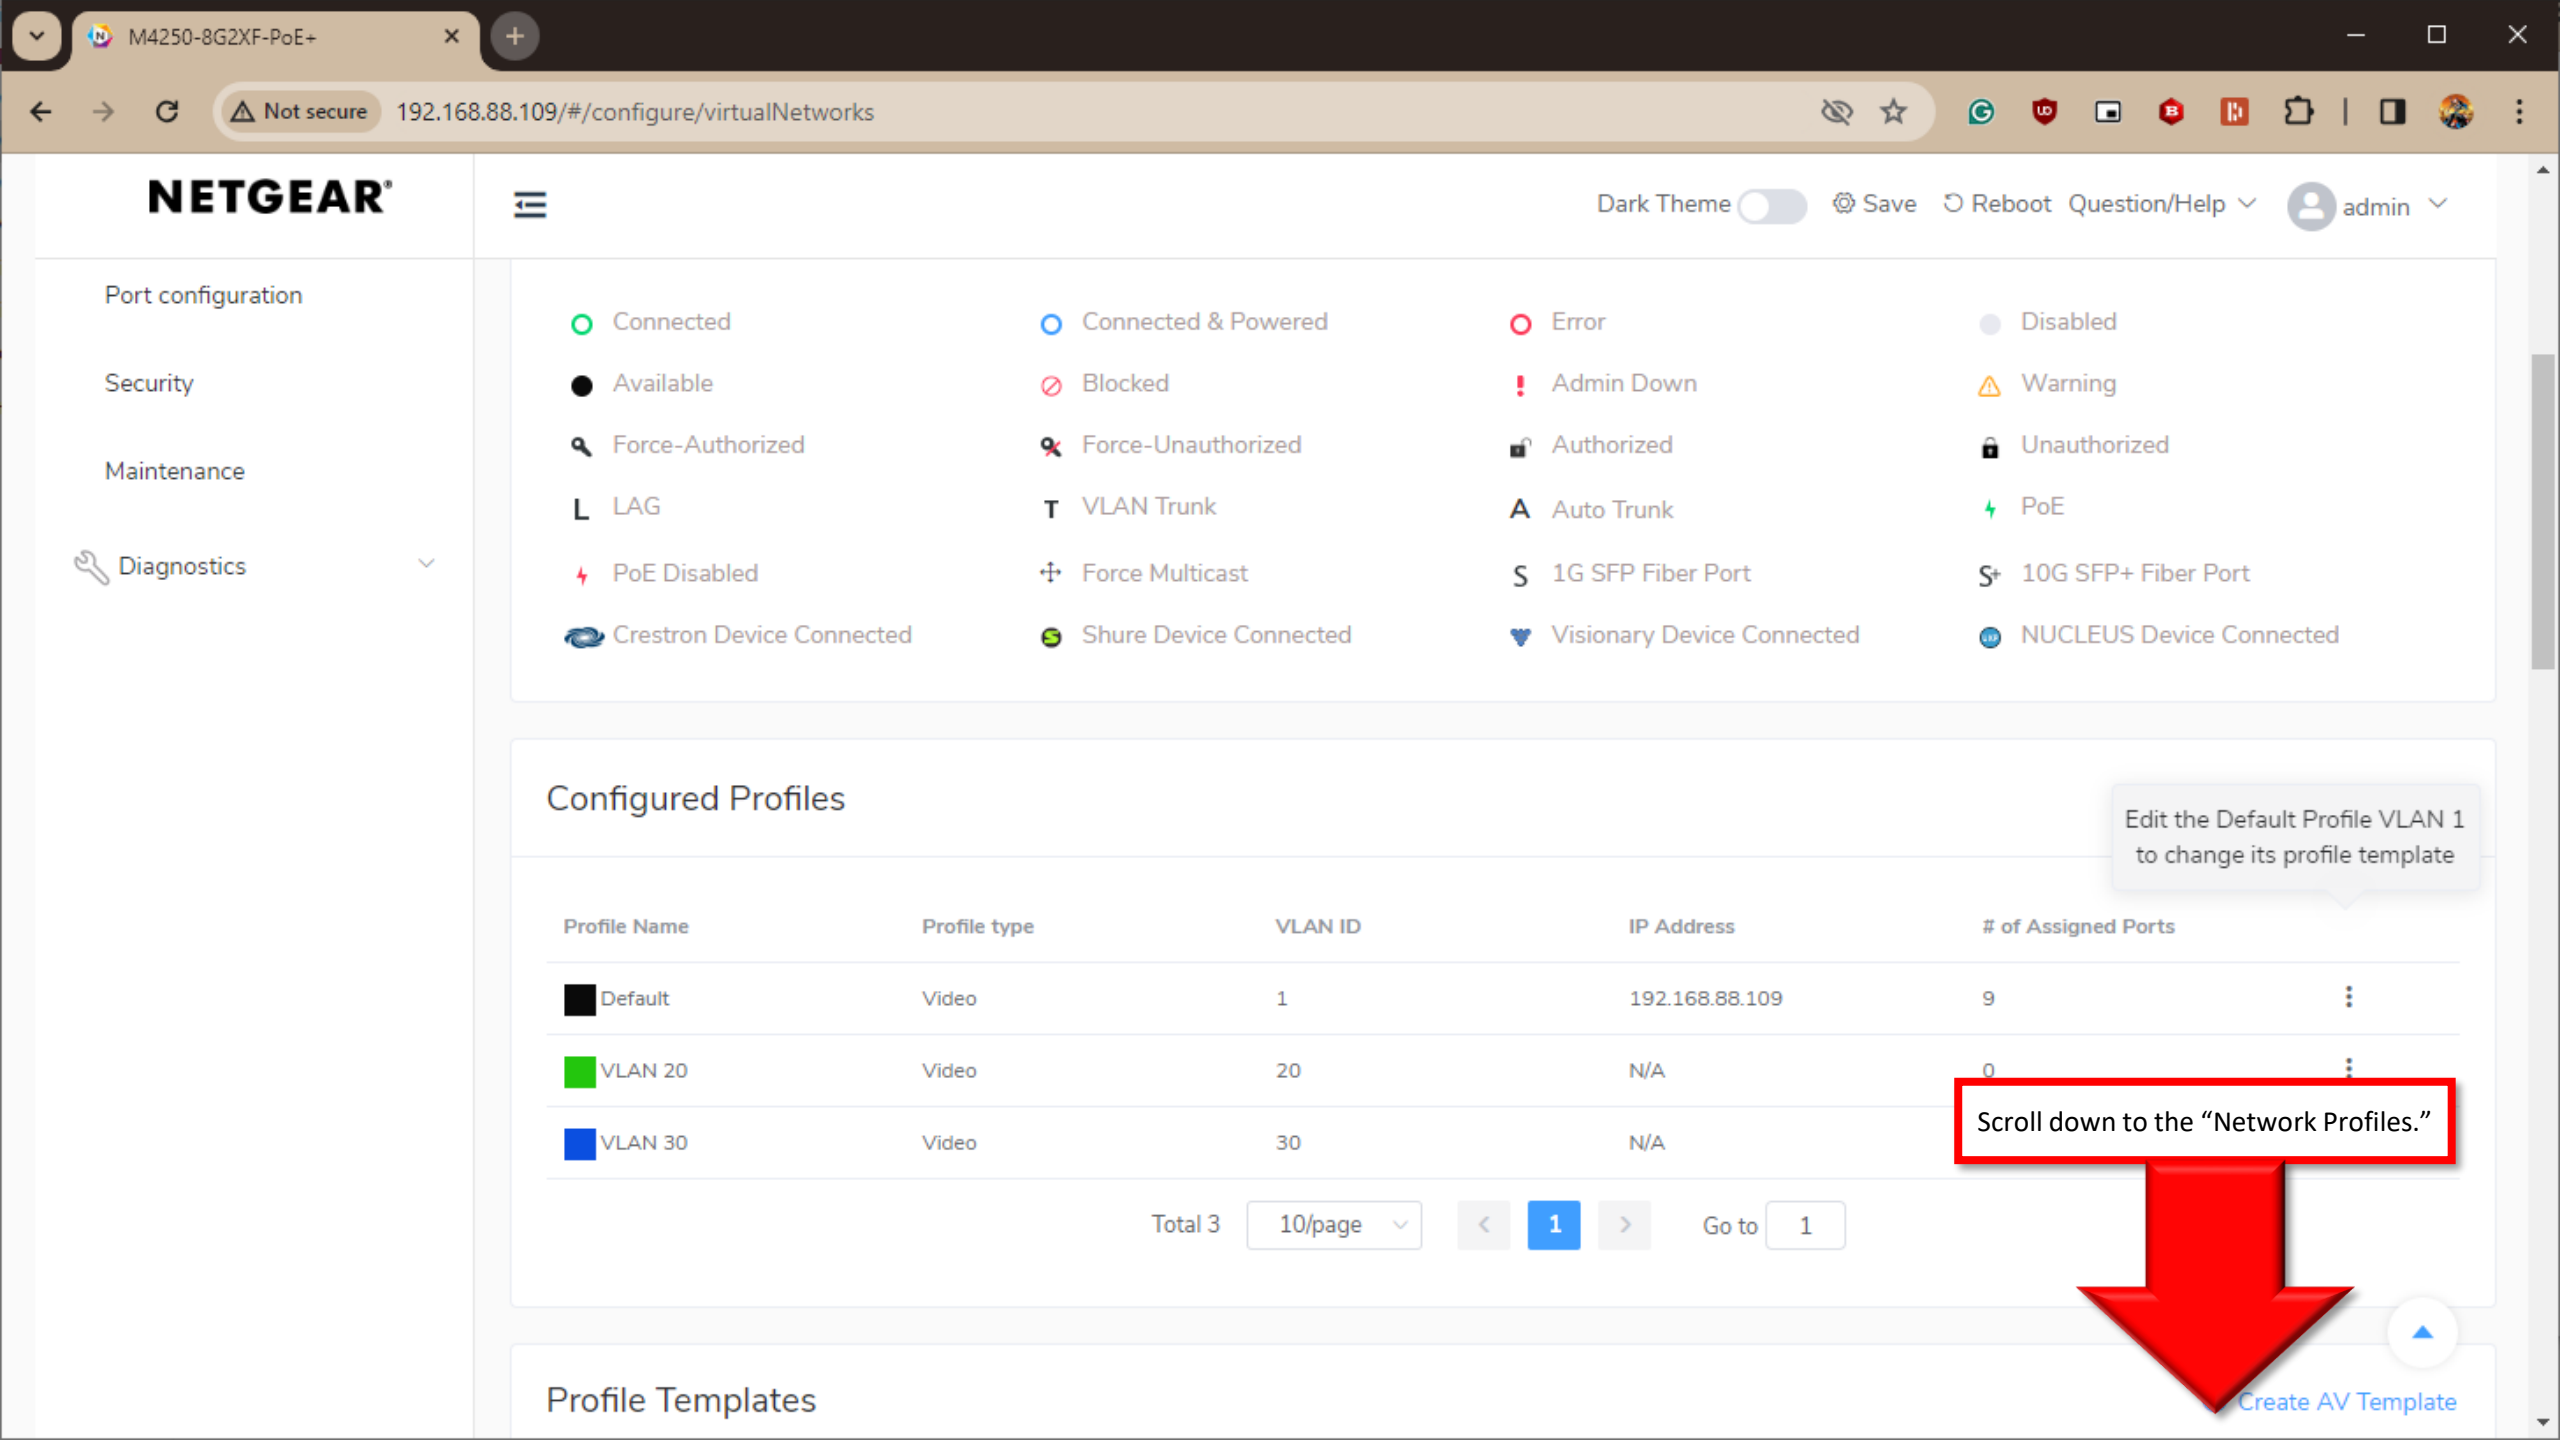 M4250-8G2XF-PoE+
Not secure 192.168.88.109/#/configure/virtualNetworks
NETGEAR®
Dark Theme Save Reboot Question/Help admin
Port configuration
Security
Maintenance
Diagnostics
Connected Connected & Powered Error Disabled
Available Blocked Admin Down Warning
Force-Authorized Force-Unauthorized Authorized Unauthorized
L LAG T VLAN Trunk A Auto Trunk PoE
PoE Disabled Force Multicast S 1G SFP Fiber Port S+ 10G SFP+ Fiber Port
Crestron Device Connected Shure Device Connected Visionary Device Connected NUCLEUS Device Connected
Configured Profiles
Edit the Default Profile VLAN 1
to change its profile template
Profile Name Profile type VLAN ID IP Address # of Assigned Ports
Default Video 1 192.168.88.109 9
VLAN 20 Video 20 N/A 0
VLAN 30 Video 30 N/A
Scroll down to the “Network Profiles.”
Total 3 10/page 1 Go to 1
Profile Templates
Create AV Template